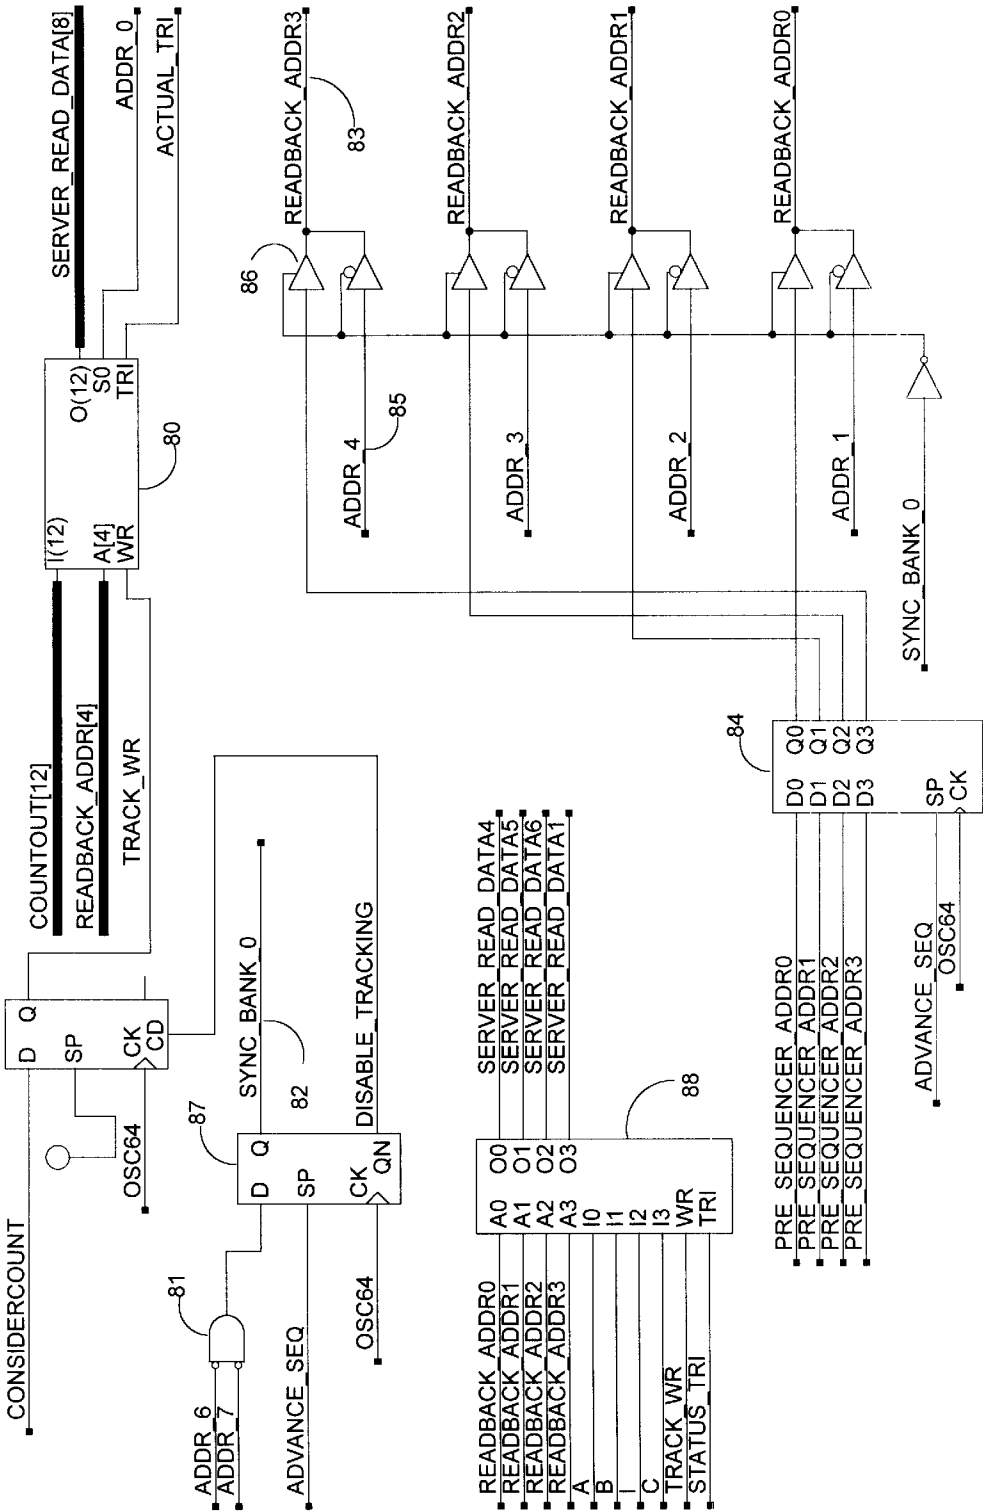 CONSIDERCOUNT
D
Q
SP
CK
CD
OSC64
COUNTOUT[12]
READBACK_ADDR[4]
TRACK_WR
I(12)
A[4]
WR
O(12)
S0
TRI
80
SERVER_READ_DATA[8]
ADDR_0
ACTUAL_TRI
ADDR_6
ADDR_7
81
ADVANCE_SEQ
OSC64
87
D
Q
SP
CK
QN
SYNC_BANK_0
82
DISABLE_TRACKING
READBACK_ADDR0
READBACK_ADDR1
READBACK_ADDR2
READBACK_ADDR3
A
B
I
C
TRACK_WR
STATUS_TRI
A0
A1
A2
A3
I0
I1
I2
I3
WR
TRI
O0
O1
O2
O3
88
SERVER_READ_DATA4
SERVER_READ_DATA5
SERVER_READ_DATA6
SERVER_READ_DATA1
PRE_SEQUENCER_ADDR0
PRE_SEQUENCER_ADDR1
PRE_SEQUENCER_ADDR2
PRE_SEQUENCER_ADDR3
ADVANCE_SEQ
OSC64
84
D0
D1
D2
D3
SP
CK
Q0
Q1
Q2
Q3
SYNC_BANK_0
ADDR_4
85
ADDR_3
ADDR_2
ADDR_1
86
READBACK_ADDR3
83
READBACK_ADDR2
READBACK_ADDR1
READBACK_ADDR0